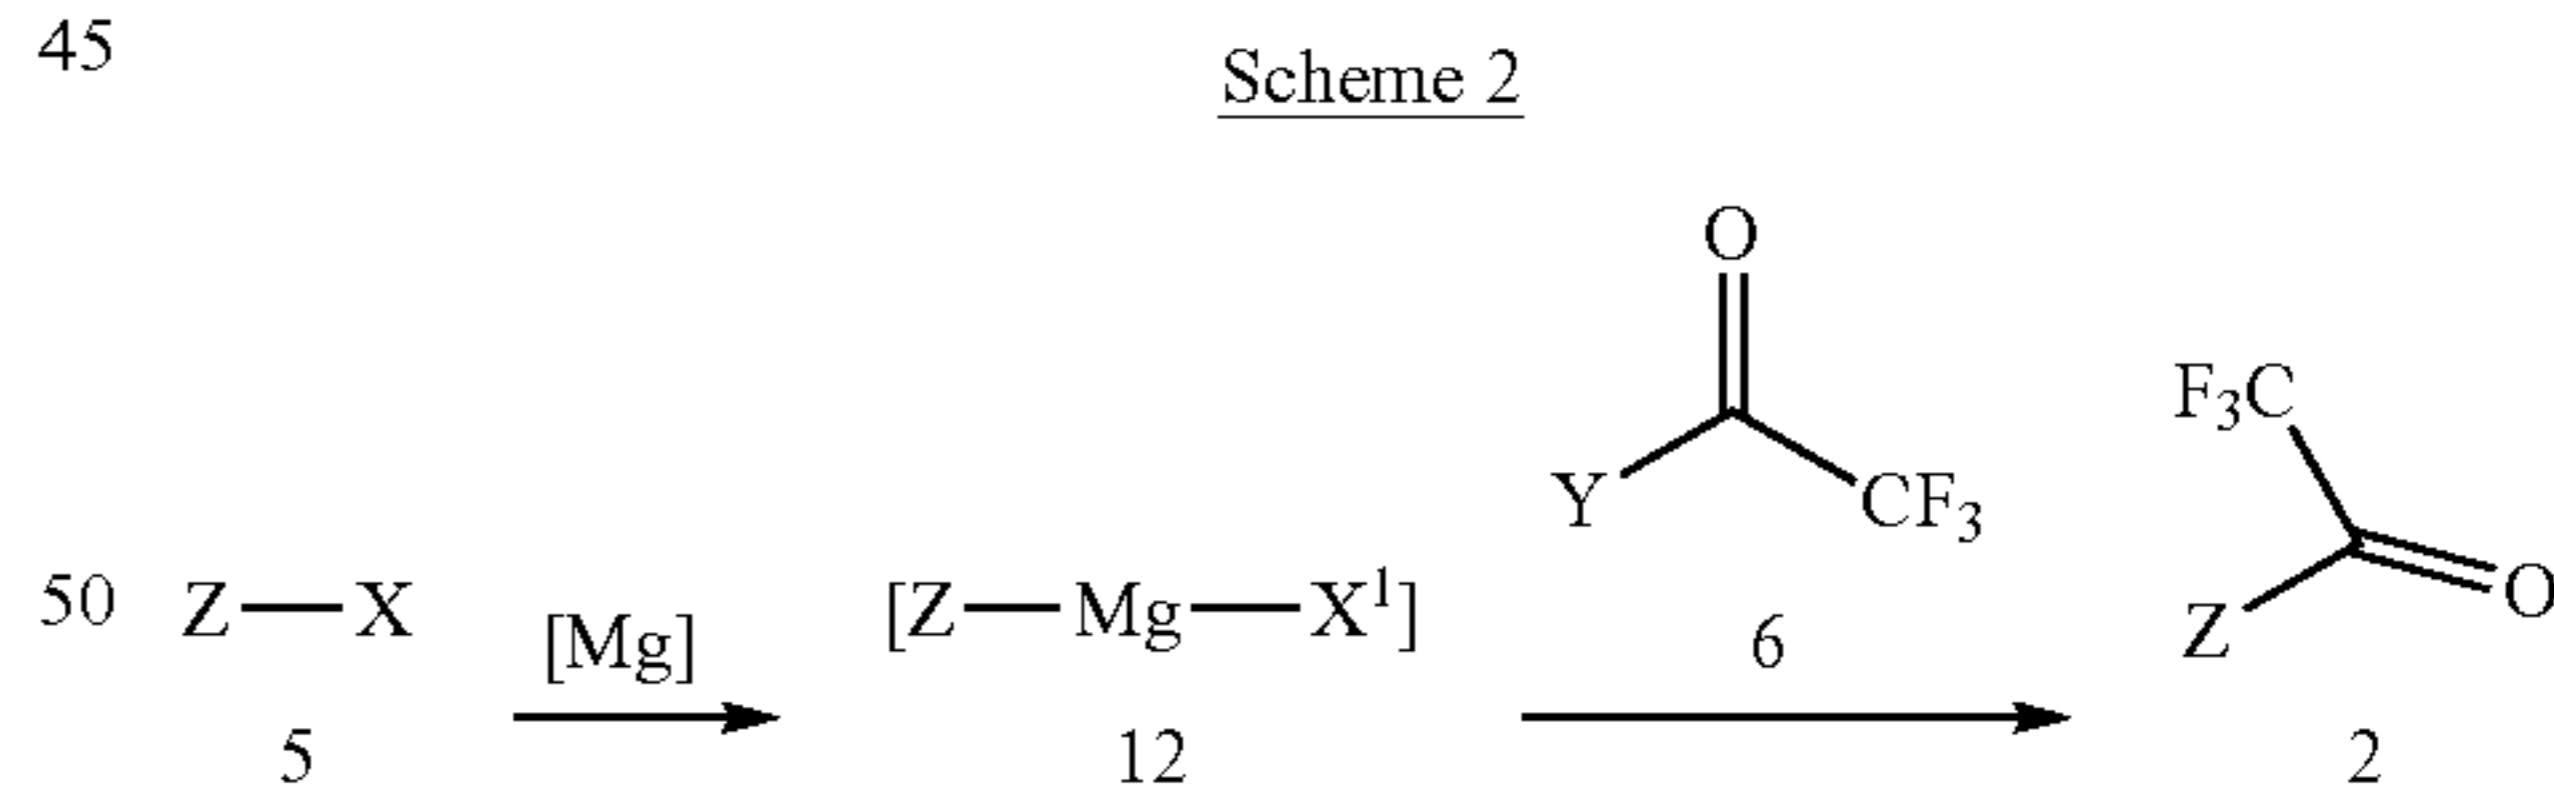 45
Scheme 2
O
Y CF3 F3C
50 Z—X [Mg] [Z—Mg—X1] Z O
5 12 6 2